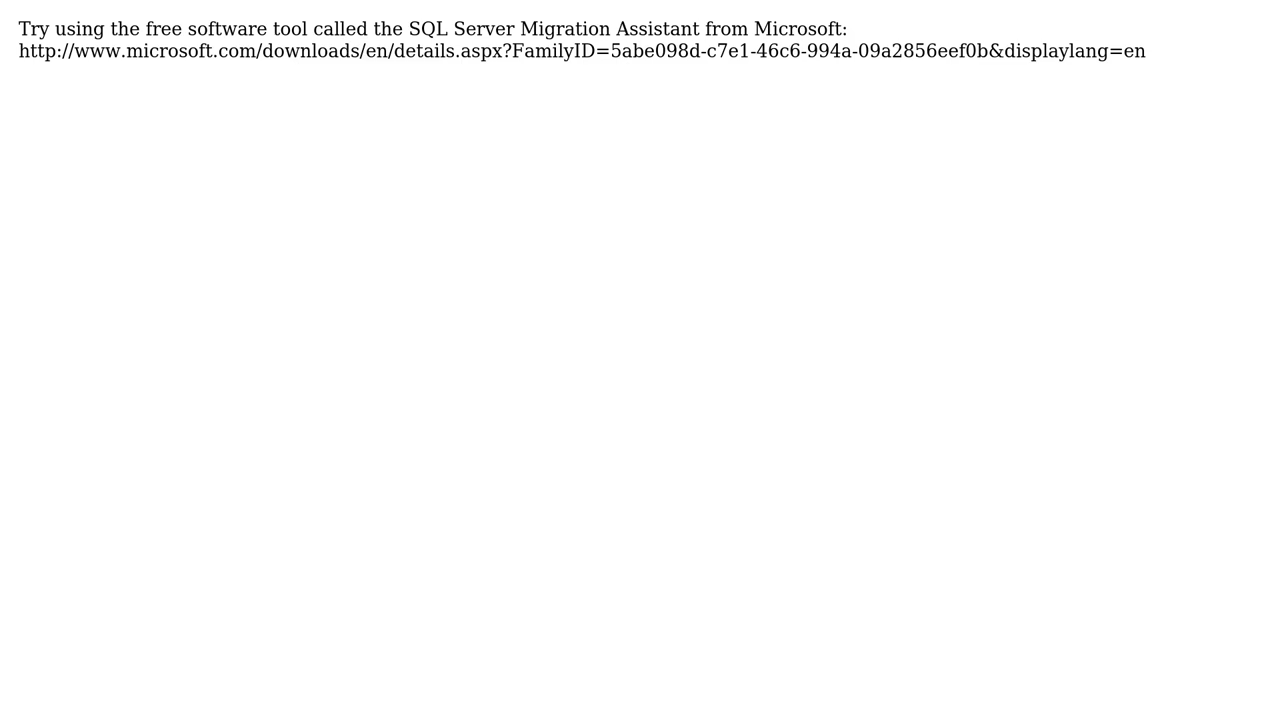 Try using the free software tool called the SQL Server Migration Assistant from Microsoft:
http://www.microsoft.com/downloads/en/details.aspx?FamilyID=5abe098d-c7e1-46c6-994a-09a2856eef0b&displaylang=en